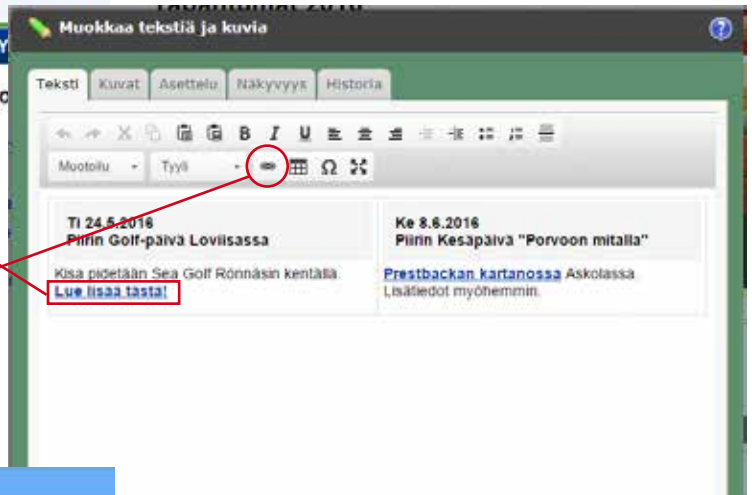 Tapahtumat 2016
Muokkaa tekstiä ja kuvia
Teksti Kuvat Asettelu Näkyvyys Historia
B I U
Muotoilu Tyyli Ω
Ti 24.5.2016
Piirin Golf-päivä Loviisassa
Ke 8.6.2016
Piirin Kesäpäivä "Porvoon mitalla"
Kisa pidetään Sea Golf Rönnäsin kentällä.
Lue lisää tästä!
Prestbackan kartanossa Askolassa.
Lisätiedot myöhemmin.